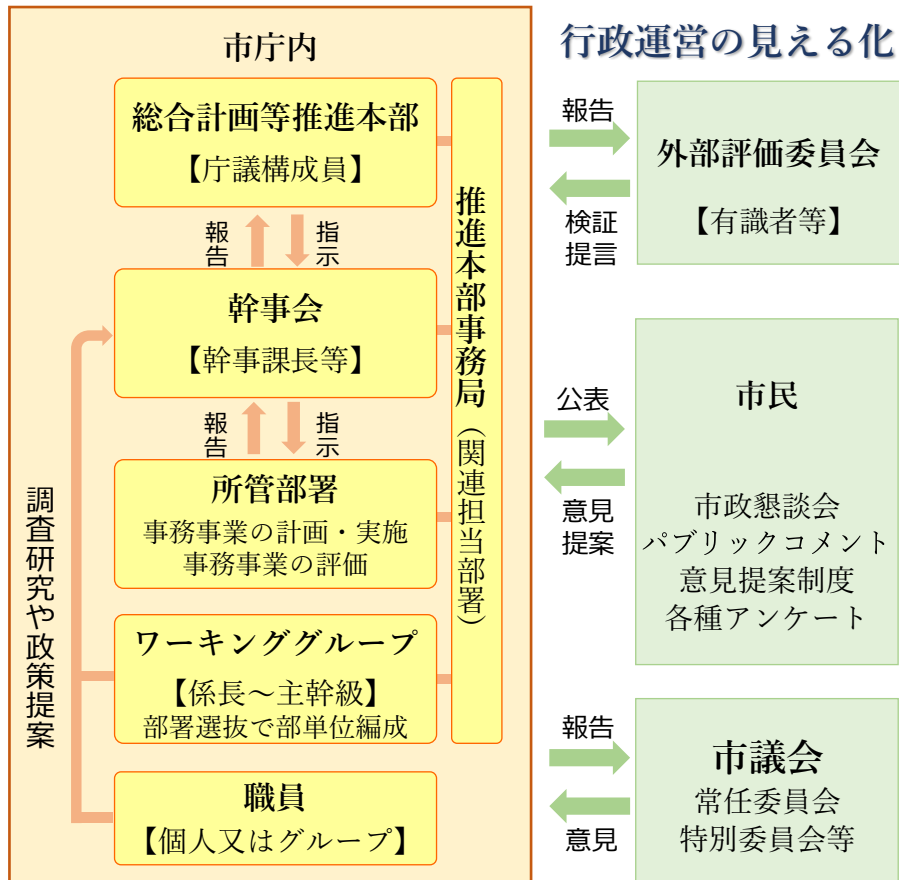 市庁内
総合計画等推進本部
【庁議構成員】
報告
指示
幹事会
【幹事課長等】
報告
指示
所管部署
事務事業の計画・実施
事務事業の評価
ワーキンググループ
【係長～主幹級】
部署選抜で部単位編成
職員
【個人又はグループ】
調査研究や政策提案
推進本部事務局（関連担当部署）
行政運営の見える化
報告
検証
提言
外部評価委員会
【有識者等】
公表
意見
提案
市民
市政懇談会
パブリックコメント
意見提案制度
各種アンケート
報告
意見
市議会
常任委員会
特別委員会等